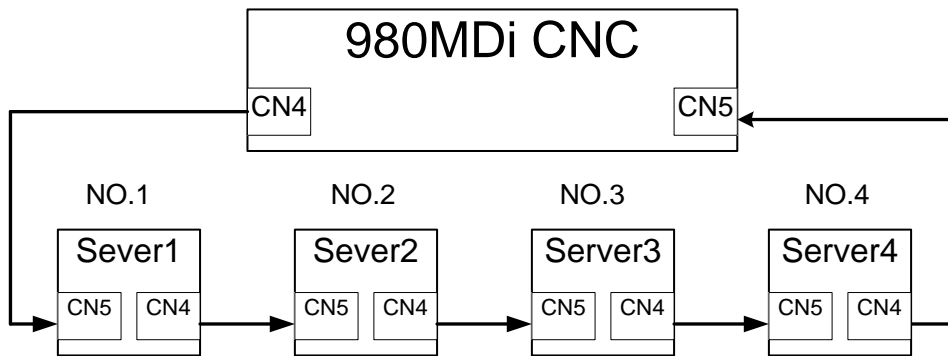 980MDi CNC
CN4
CN5
NO.1
NO.2
NO.3
NO.4
Sever1
Sever2
Server3
Server4
CN5
CN4
CN5
CN4
CN5
CN4
CN5
CN4